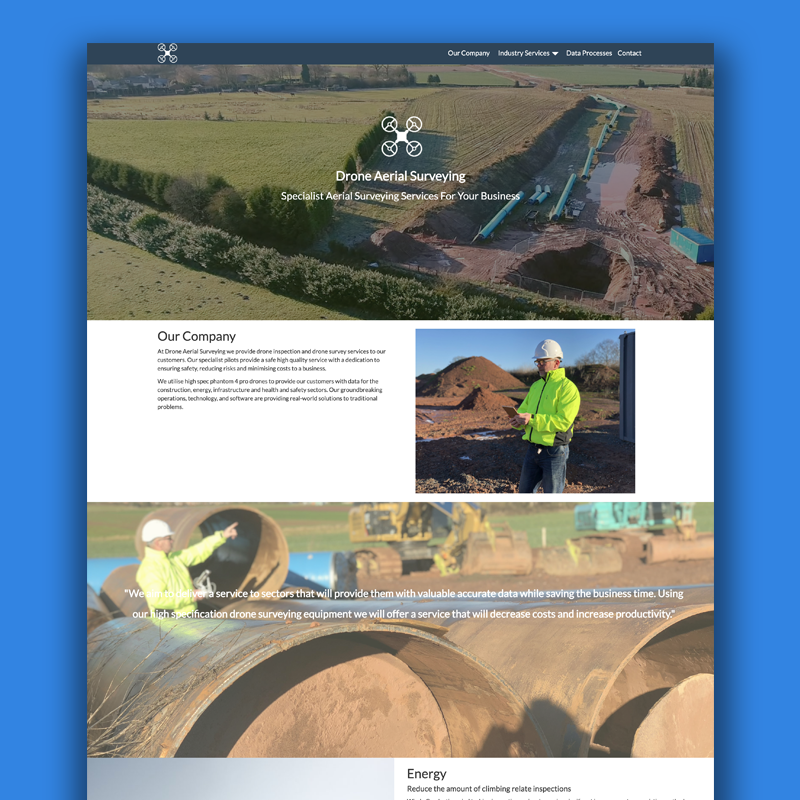 Our Company Industry Services Data Processes Contact
Drone Aerial Surveying
Specialist Aerial Surveying Services For Your Business
Our Company
At Drone Aerial Surveying we provide drone inspection and drone survey services to our
customers. Our specialist pilots provide a safe high quality service with a dedication to
ensuring safety, reducing risks and minimising costs to a business.
We utilise high spec phantom 4 pro drones to provide our customers with data for the
construction, energy, infrastructure and health and safety sectors. Our groundbreaking
operations, technology, and software are providing real-world solutions to traditional
problems.
"We aim to deliver a service to sectors that will provide them with valuable accurate data while saving the business time. Using
our high specification drone surveying equipment we will offer a service that will decrease costs and increase productivity."
Energy
Reduce the amount of climbing relate inspections